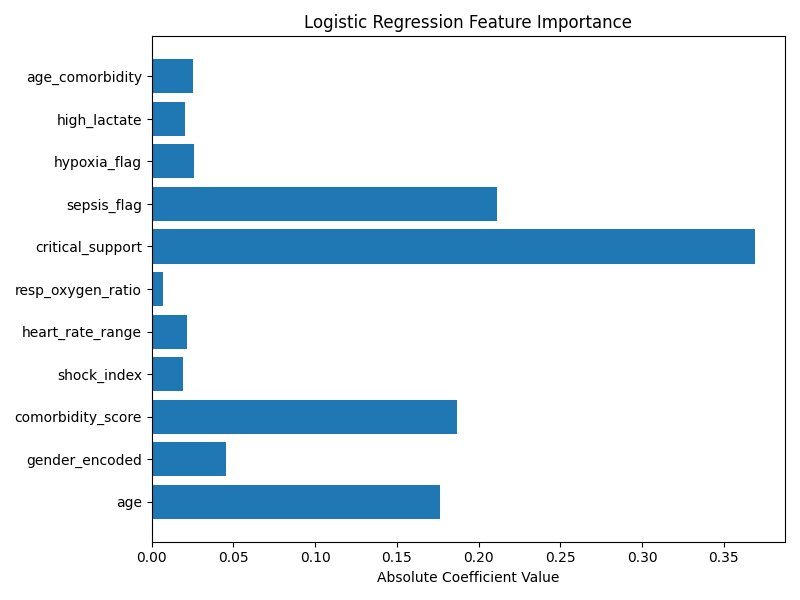 Logistic Regression Feature Importance
age_comorbidity
high_lactate
hypoxia_flag
sepsis_flag
critical_support
resp_oxygen_ratio
heart_rate_range
shock_index
comorbidity_score
gender_encoded
age
0.00 0.05 0.10 0.15 0.20 0.25 0.30 0.35
Absolute Coefficient Value